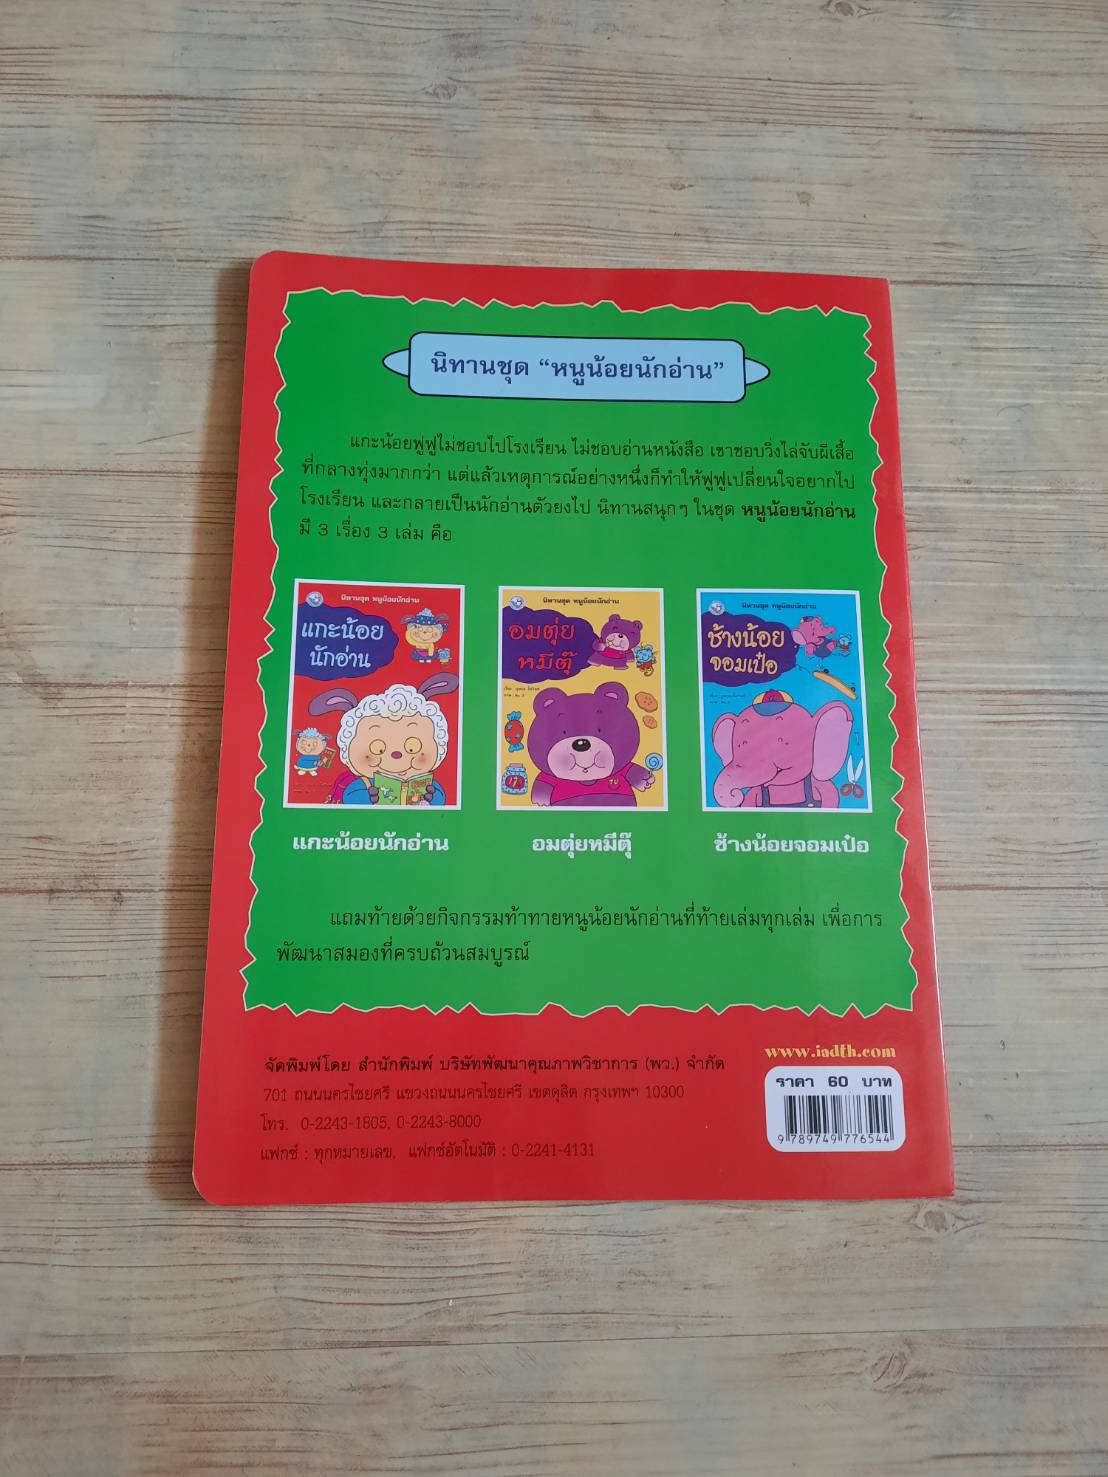 นิทานชุด “หนูน้อยนักอ่าน”
แกะน้อยฟูฟูไม่ชอบไปโรงเรียน ไม่ชอบอ่านหนังสือ เขาชอบวิ่งไล่จับผีเสื้อ
ที่กลางทุ่งมากกว่า แต่แล้วเหตุการณ์อย่างหนึ่งก็ทำให้ฟูฟูเปลี่ยนใจอยากไป
โรงเรียน และกลายเป็นนักอ่านตัวยงไป นิทานสนุกๆ ในชุด หนูน้อยนักอ่าน
มี 3 เรื่อง 3 เล่ม คือ
นิทานชุด หนูน้อยนักอ่าน
แกะน้อย
นักอ่าน
นิทานชุด หนูน้อยนักอ่าน
อมตุ่ย
หมีตุ๊
นิทานชุด หนูน้อยนักอ่าน
ช้างน้อย
จอมเป๋อ
แกะน้อยนักอ่าน
อมตุ่ยหมีตุ๊
ช้างน้อยจอมเป๋อ
แถมท้ายด้วยกิจกรรมท้าทายหนูน้อยนักอ่านที่ท้ายเล่มทุกเล่ม เพื่อการ
พัฒนาสมองที่ครบถ้วนสมบูรณ์
จัดพิมพ์โดย สำนักพิมพ์ บริษัทพัฒนาคุณภาพวิชาการ (พว.) จำกัด
701 ถนนนครไชยศรี แขวงถนนนครไชยศรี เขตดุสิต กรุงเทพฯ 10300
โทร. 0-2243-1805, 0-2243-8000
แฟกซ์ : ทุกหมายเลข, แฟกซ์อัตโนมัติ : 0-2241-4131
www.iadth.com
ราคา 60 บาท
9 789749 776544